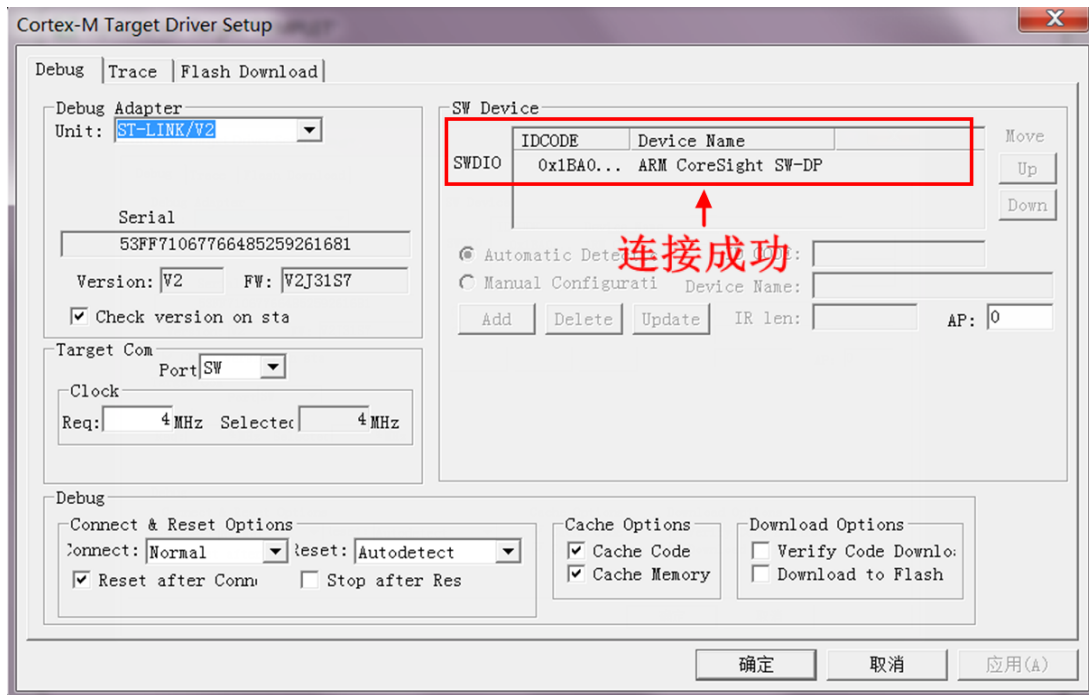 Cortex-M Target Driver Setup
Debug Trace Flash Download
Debug Adapter
Unit: ST-LINK/V2
Serial
53FF71067766485259261681
Version: V2 FW: V2J31S7
Check version on sta
Target Com
Port SW
Clock
Req: 4 MHz Selected 4 MHz
SW Device
IDCODE Device Name
SWDIO 0x1BA0... ARM CoreSight SW-DP
Move
Up
Down
连接成功
Automatic Detec
Manual Configurati Device Name:
Add Delete Update IR len: AP: 0
Debug
Connect & Reset Options
Connect: Normal Reset: Autodetect
Reset after Conn Stop after Res
Cache Options
Cache Code
Cache Memory
Download Options
Verify Code Downlo
Download to Flash
确定 取消 应用(A)